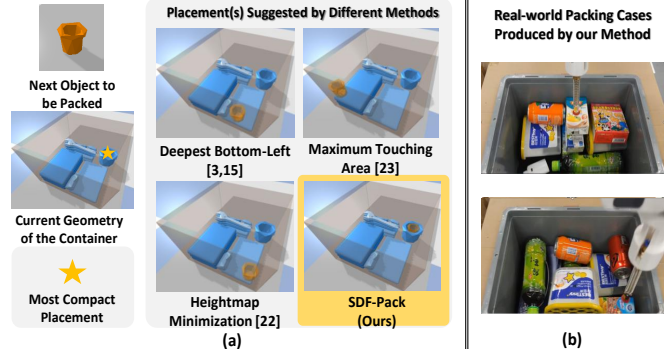 Placement(s) Suggested by Different Methods
Next Object to
be Packed
Current Geometry
of the Container
Most Compact
Placement
Deepest Bottom-Left
[3,15]
Maximum Touching
Area [23]
Heightmap
Minimization [22]
SDF-Pack
(Ours)
(a)
Real-world Packing Cases
Produced by our Method
(b)